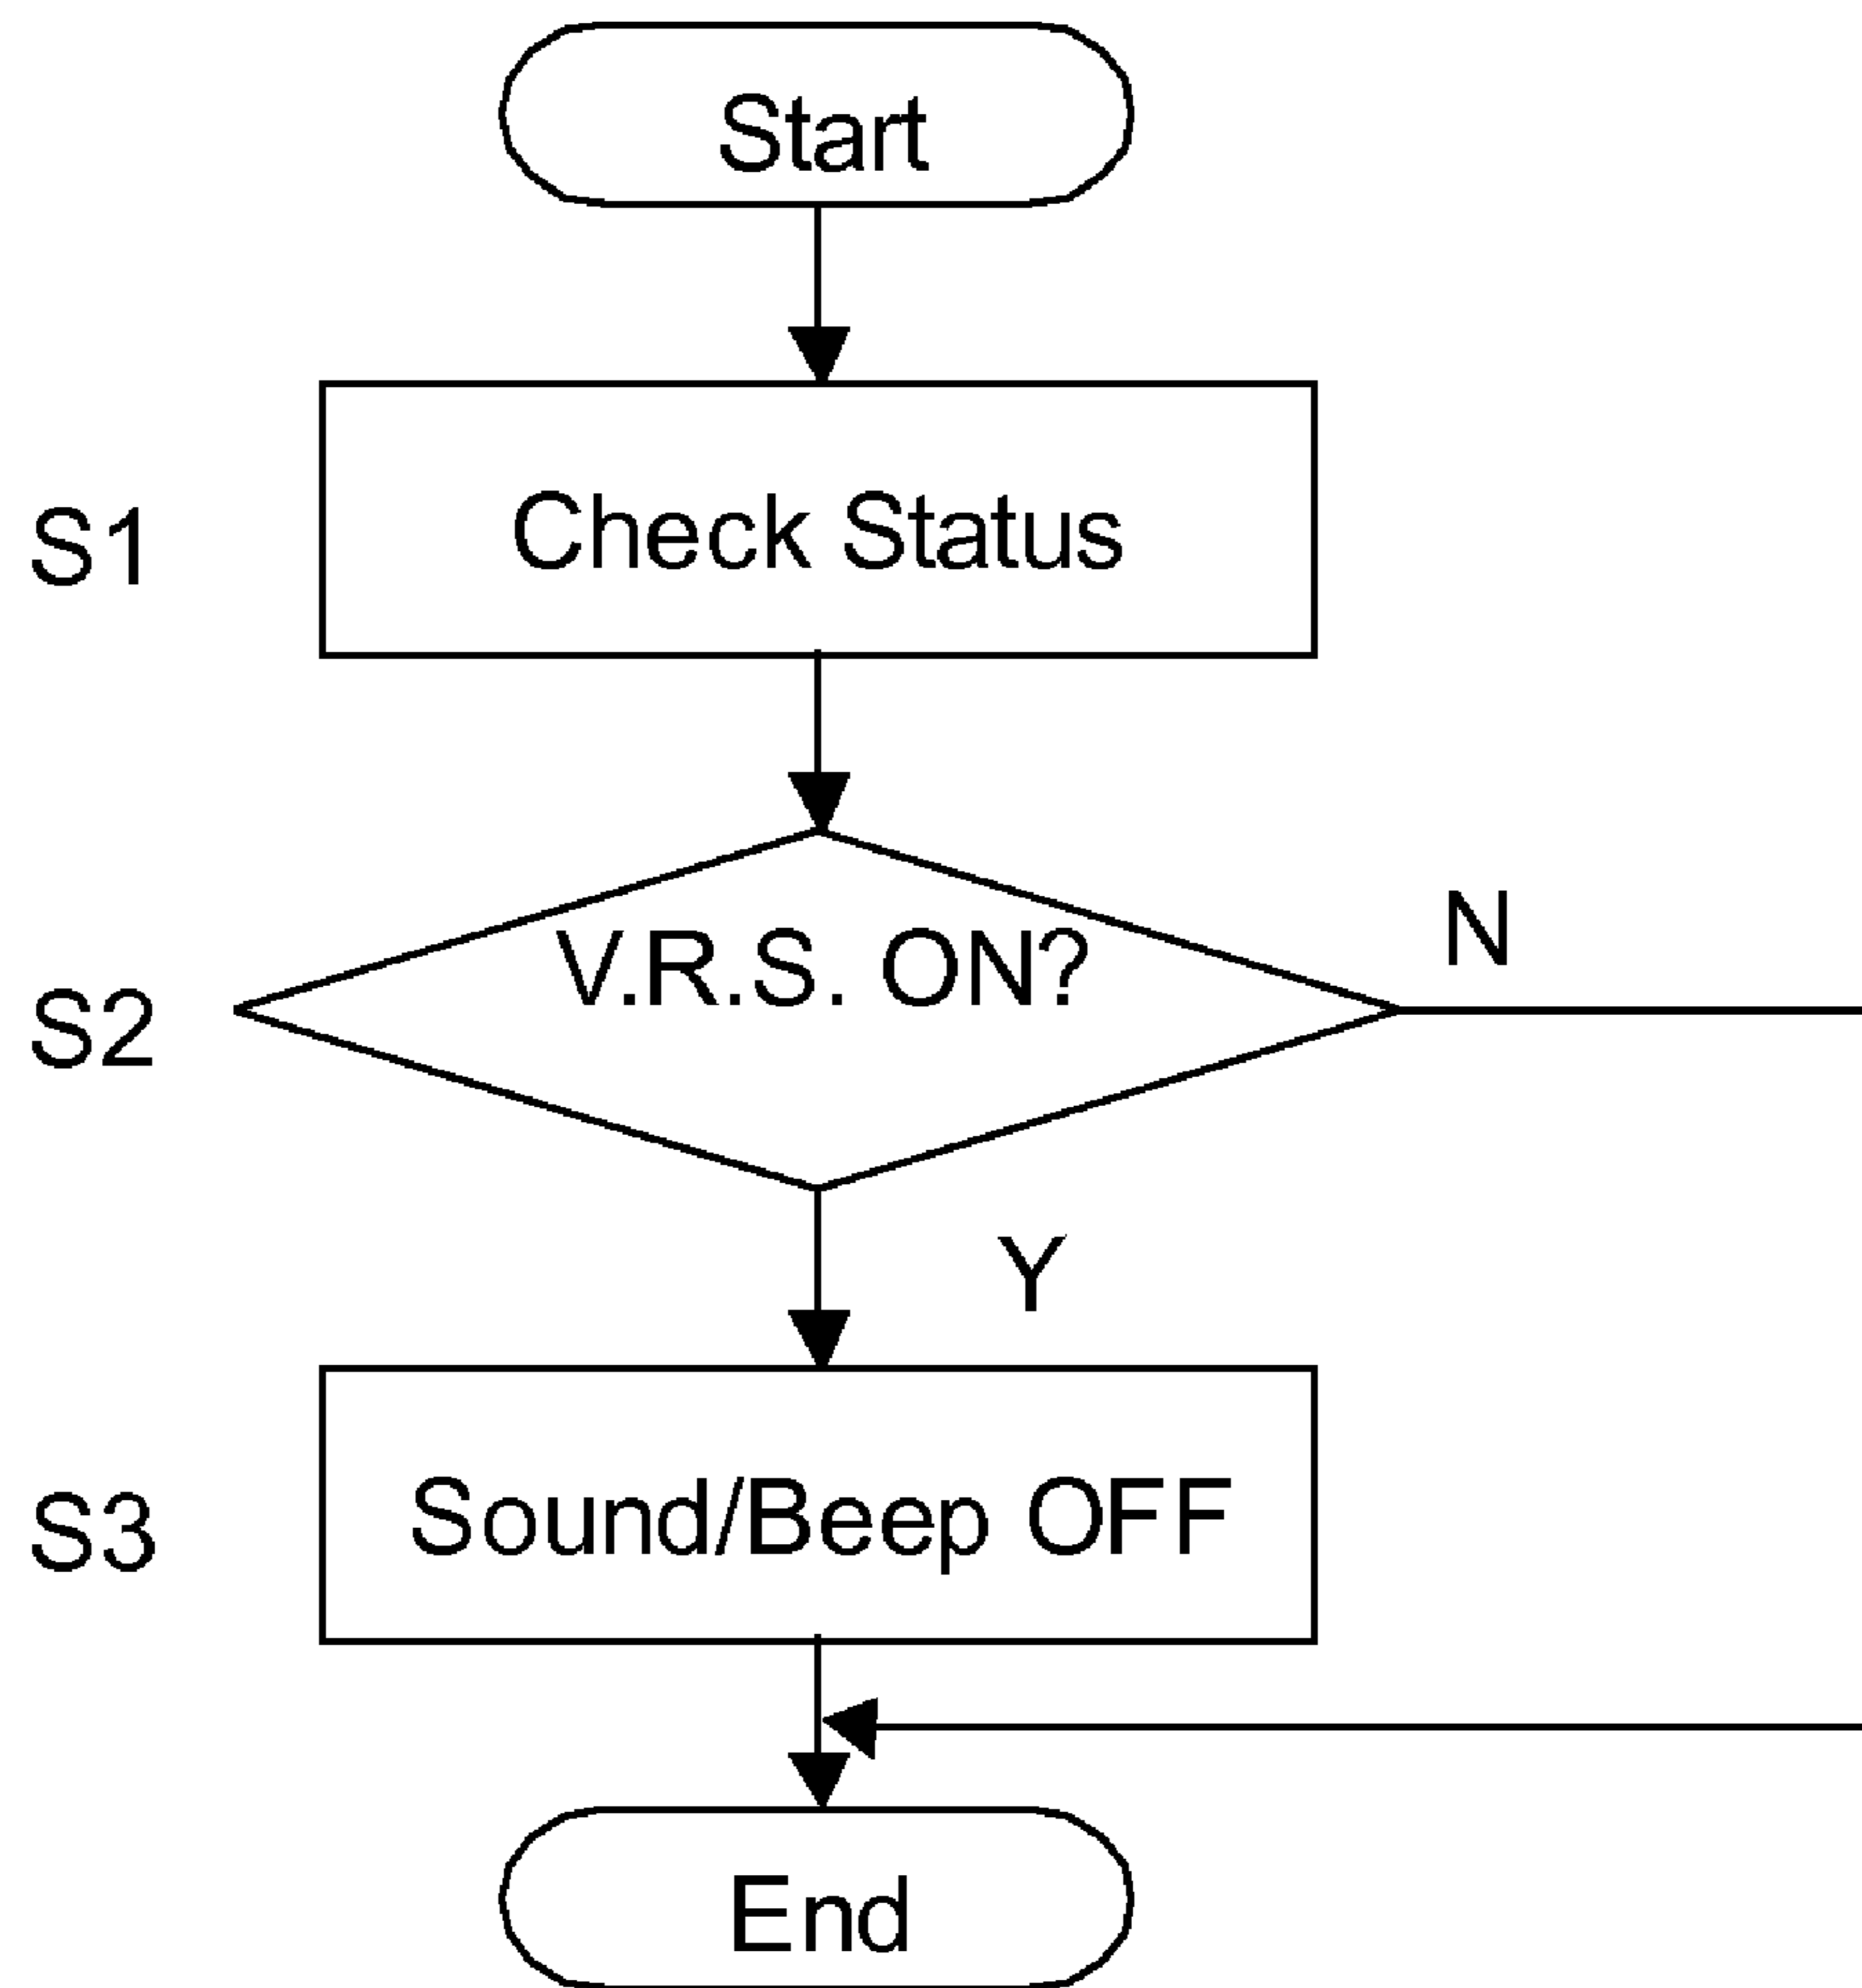 Start
S1
Check Status
S2
V.R.S. ON?
N
Y
S3
Sound/Beep OFF
End